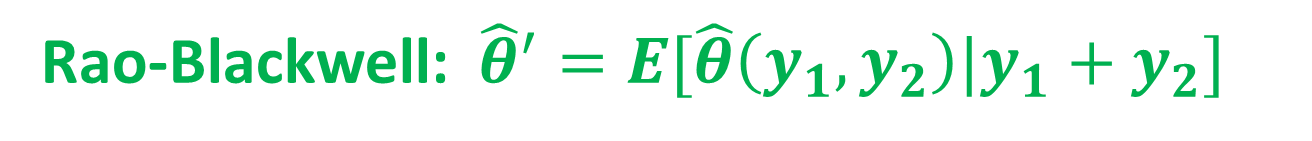 Rao-Blackwell: θ̂′ = E[θ̂(y₁, y₂)|y₁ + y₂]